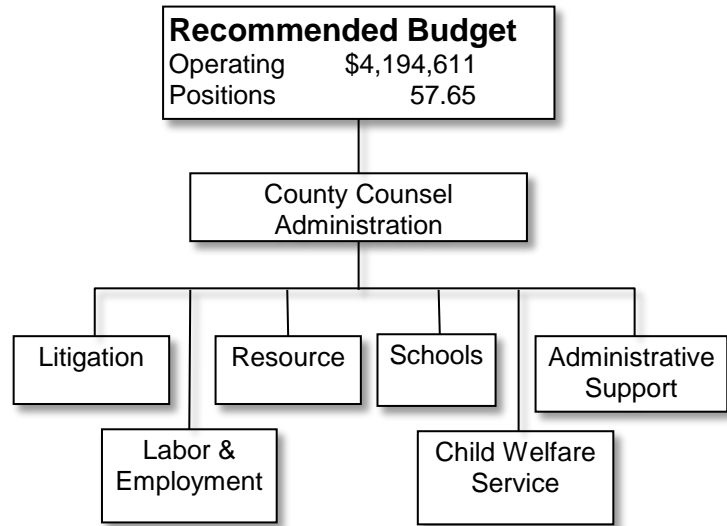 Recommended Budget
Operating $4,194,611
Positions 57.65
County Counsel
Administration
Litigation
Resource
Schools
Administrative
Support
Labor &
Employment
Child Welfare
Service